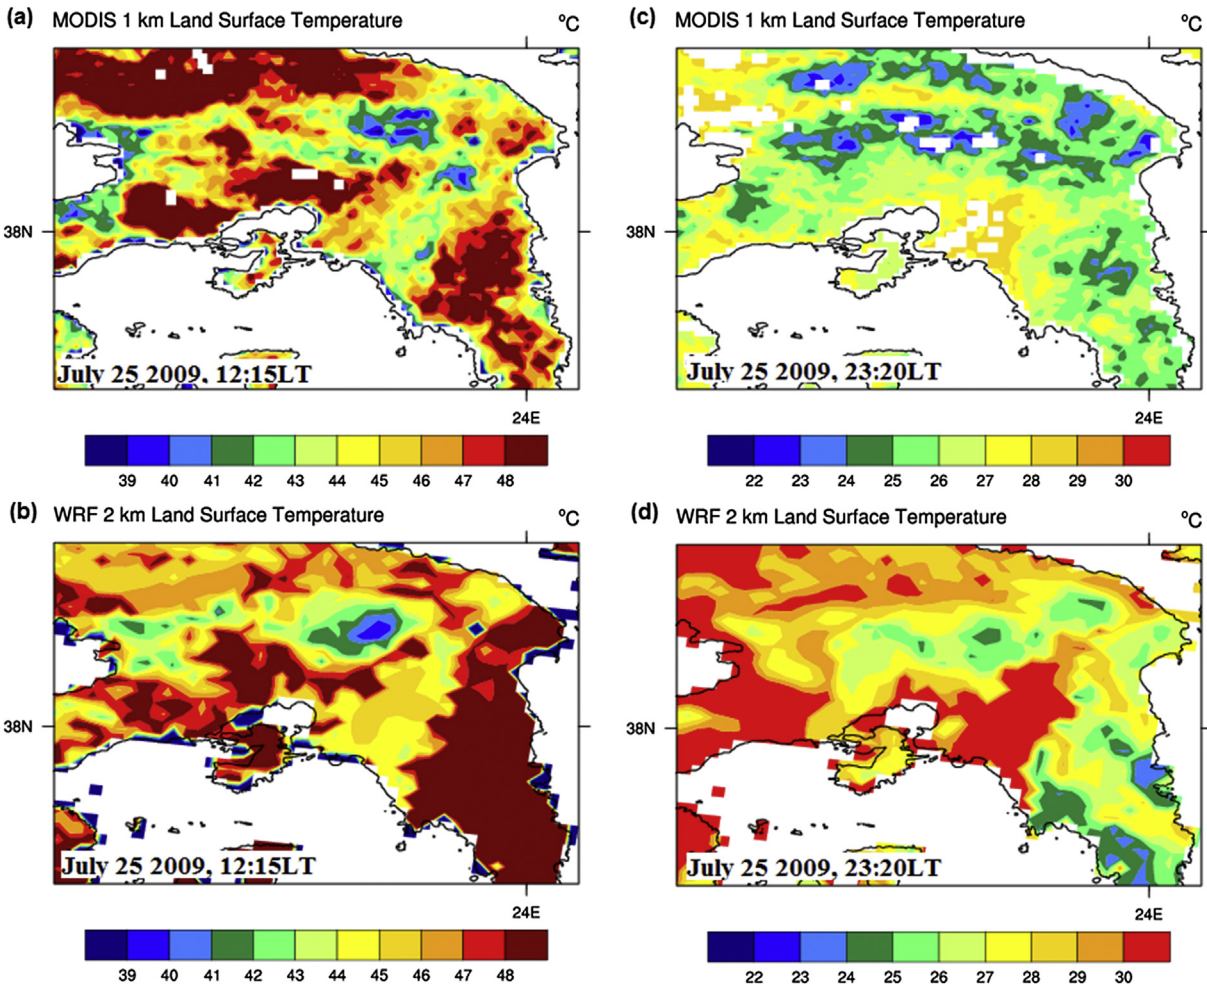 (a) MODIS 1 km Land Surface Temperature ºC
38N
July 25 2009, 12:15LT
24E
39 40 41 42 43 44 45 46 47 48
(c) MODIS 1 km Land Surface Temperature ºC
38N
July 25 2009, 23:20LT
24E
22 23 24 25 26 27 28 29 30
(b) WRF 2 km Land Surface Temperature ºC
38N
July 25 2009, 12:15LT
24E
39 40 41 42 43 44 45 46 47 48
(d) WRF 2 km Land Surface Temperature ºC
38N
July 25 2009, 23:20LT
24E
22 23 24 25 26 27 28 29 30